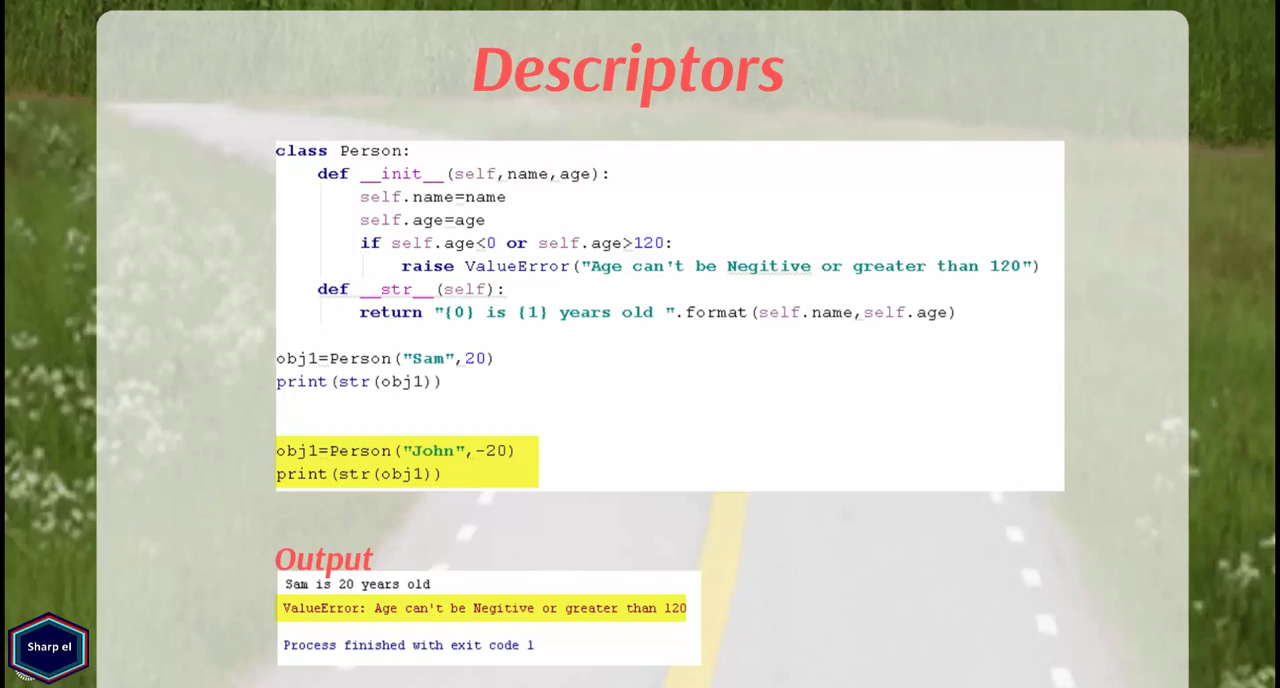 Descriptors
class Person:
def __init__(self,name,age):
self.name=name
self.age=age
if self.age<0 or self.age>120:
raise ValueError("Age can't be Negitive or greater than 120")
def __str__(self):
return "{0} is {1} years old ".format(self.name,self.age)
obj1=Person("Sam",20)
print(str(obj1))
obj1=Person("John",-20)
print(str(obj1))
Output
Sam is 20 years old
ValueError: Age can't be Negitive or greater than 120
Process finished with exit code 1
Sharp el